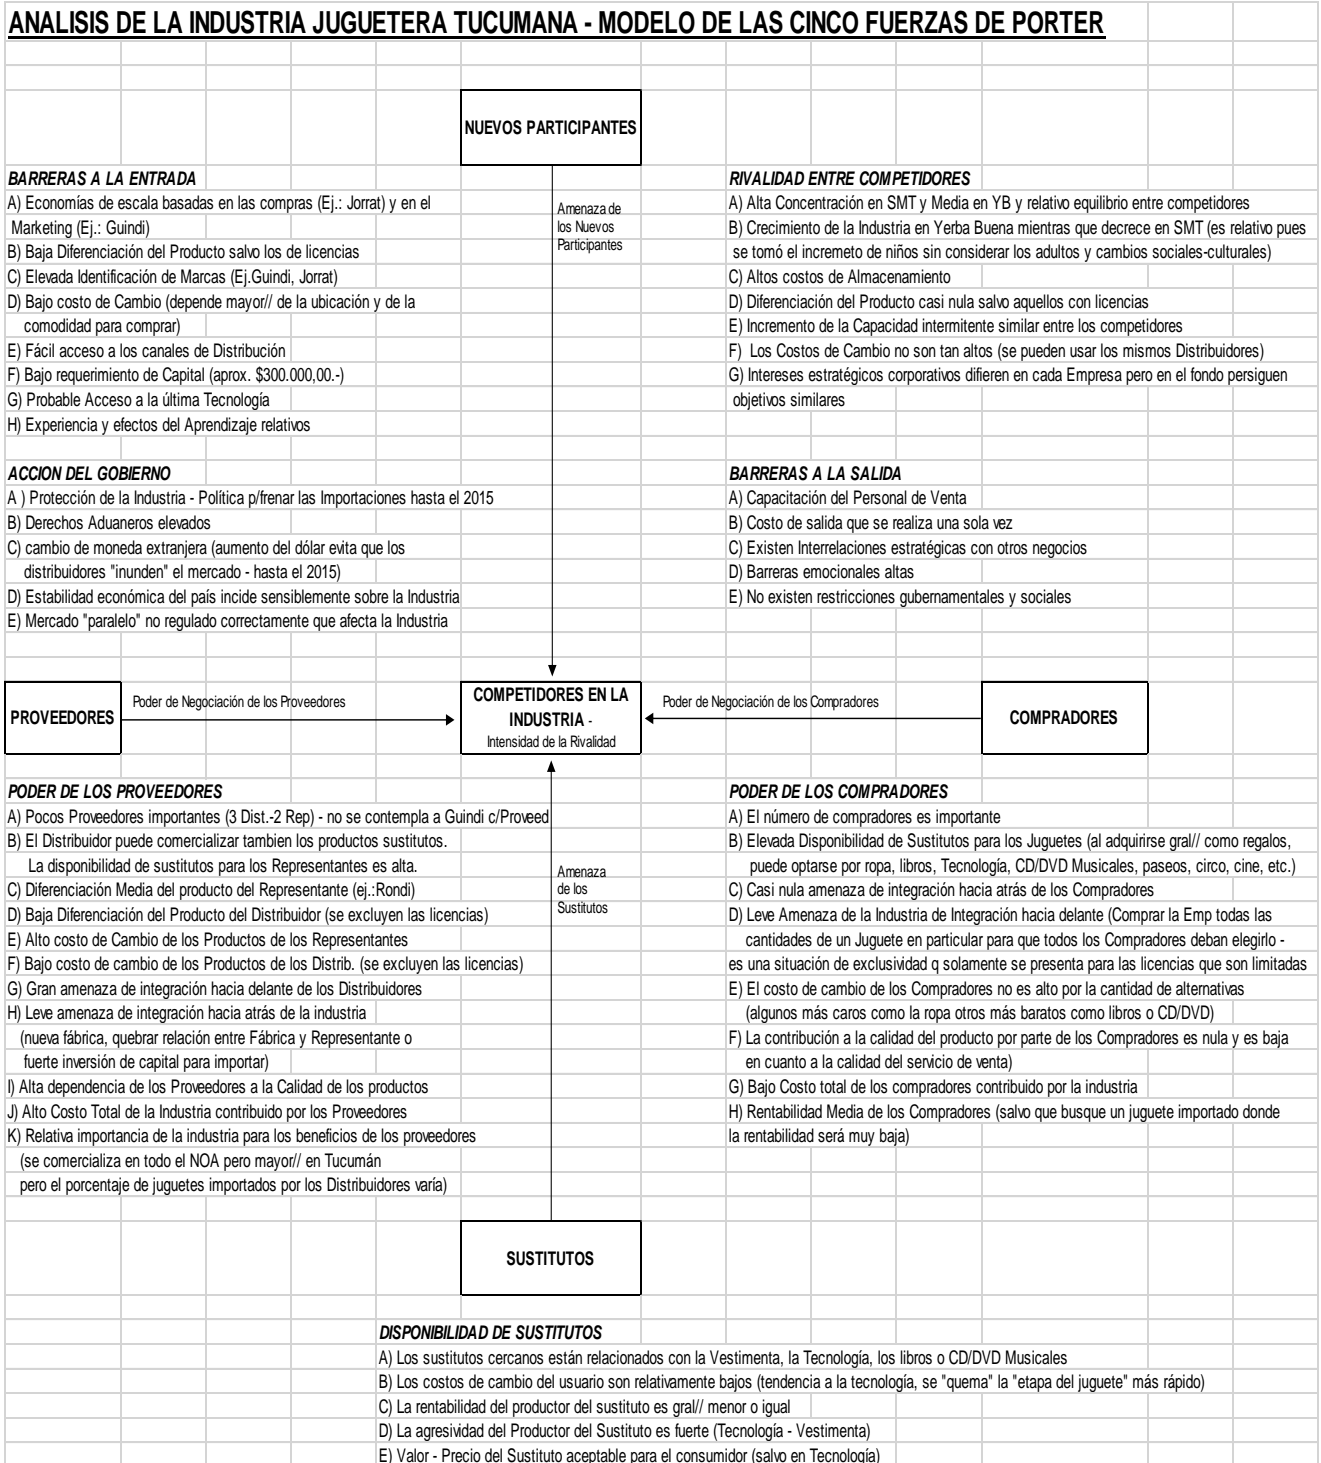 ANALISIS DE LA INDUSTRIA JUGUETERA TUCUMANA - MODELO DE LAS CINCO FUERZAS DE PORTER
NUEVOS PARTICIPANTES
Amenaza de
los Nuevos
Participantes
BARRERAS A LA ENTRADA
A) Economías de escala basadas en las compras (Ej.: Jorrat) y en el
Marketing (Ej.: Guindi)
B) Baja Diferenciación del Producto salvo los de licencias
C) Elevada Identificación de Marcas (Ej.Guindi, Jorrat)
D) Bajo costo de Cambio (depende mayor// de la ubicación y de la
comodidad para comprar)
E) Fácil acceso a los canales de Distribución
F) Bajo requerimiento de Capital (aprox. $300.000,00.-)
G) Probable Acceso a la última Tecnología
H) Experiencia y efectos del Aprendizaje relativos
RIVALIDAD ENTRE COMPETIDORES
A) Alta Concentración en SMT y Media en YB y relativo equilibrio entre competidores
B) Crecimiento de la Industria en Yerba Buena mientras que decrece en SMT (es relativo pues
se tomó el incremeto de niños sin considerar los adultos y cambios sociales-culturales)
C) Altos costos de Almacenamiento
D) Diferenciación del Producto casi nula salvo aquellos con licencias
E) Incremento de la Capacidad intermitente similar entre los competidores
F) Los Costos de Cambio no son tan altos (se pueden usar los mismos Distribuidores)
G) Intereses estratégicos corporativos difieren en cada Empresa pero en el fondo persiguen
objetivos similares
ACCION DEL GOBIERNO
A ) Protección de la Industria - Política p/frenar las Importaciones hasta el 2015
B) Derechos Aduaneros elevados
C) cambio de moneda extranjera (aumento del dólar evita que los
distribuidores "inunden" el mercado - hasta el 2015)
D) Estabilidad económica del país incide sensiblemente sobre la Industria
E) Mercado "paralelo" no regulado correctamente que afecta la Industria
BARRERAS A LA SALIDA
A) Capacitación del Personal de Venta
B) Costo de salida que se realiza una sola vez
C) Existen Interrelaciones estratégicas con otros negocios
D) Barreras emocionales altas
E) No existen restricciones gubernamentales y sociales
PROVEEDORES
Poder de Negociación de los Proveedores
COMPETIDORES EN LA
INDUSTRIA -
Intensidad de la Rivalidad
Poder de Negociación de los Compradores
COMPRADORES
PODER DE LOS PROVEEDORES
A) Pocos Proveedores importantes (3 Dist.-2 Rep) - no se contempla a Guindi c/Proveed
B) El Distribuidor puede comercializar tambien los productos sustitutos.
La disponibilidad de sustitutos para los Representantes es alta.
C) Diferenciación Media del producto del Representante (ej.:Rondi)
D) Baja Diferenciación del Producto del Distribuidor (se excluyen las licencias)
E) Alto costo de Cambio de los Productos de los Representantes
F) Bajo costo de cambio de los Productos de los Distrib. (se excluyen las licencias)
G) Gran amenaza de integración hacia delante de los Distribuidores
H) Leve amenaza de integración hacia atrás de la industria
(nueva fábrica, quebrar relación entre Fábrica y Representante o
fuerte inversión de capital para importar)
I) Alta dependencia de los Proveedores a la Calidad de los productos
J) Alto Costo Total de la Industria contribuido por los Proveedores
K) Relativa importancia de la industria para los beneficios de los proveedores
(se comercializa en todo el NOA pero mayor// en Tucumán
pero el porcentaje de juguetes importados por los Distribuidores varía)
Amenaza
de los
Sustitutos
PODER DE LOS COMPRADORES
A) El número de compradores es importante
B) Elevada Disponibilidad de Sustitutos para los Juguetes (al adquirirse gral// como regalos,
puede optarse por ropa, libros, Tecnología, CD/DVD Musicales, paseos, circo, cine, etc.)
C) Casi nula amenaza de integración hacia atrás de los Compradores
D) Leve Amenaza de la Industria de Integración hacia delante (Comprar la Emp todas las
cantidades de un Juguete en particular para que todos los Compradores deban elegirlo -
es una situación de exclusividad q solamente se presenta para las licencias que son limitadas
E) El costo de cambio de los Compradores no es alto por la cantidad de alternativas
(algunos más caros como la ropa otros más baratos como libros o CD/DVD)
F) La contribución a la calidad del producto por parte de los Compradores es nula y es baja
en cuanto a la calidad del servicio de venta)
G) Bajo Costo total de los compradores contribuido por la industria
H) Rentabilidad Media de los Compradores (salvo que busque un juguete importado donde
la rentabilidad será muy baja)
SUSTITUTOS
DISPONIBILIDAD DE SUSTITUTOS
A) Los sustitutos cercanos están relacionados con la Vestimenta, la Tecnología, los libros o CD/DVD Musicales
B) Los costos de cambio del usuario son relativamente bajos (tendencia a la tecnología, se "quema" la "etapa del juguete" más rápido)
C) La rentabilidad del productor del sustituto es gral// menor o igual
D) La agresividad del Productor del Sustituto es fuerte (Tecnología - Vestimenta)
E) Valor - Precio del Sustituto aceptable para el consumidor (salvo en Tecnología)